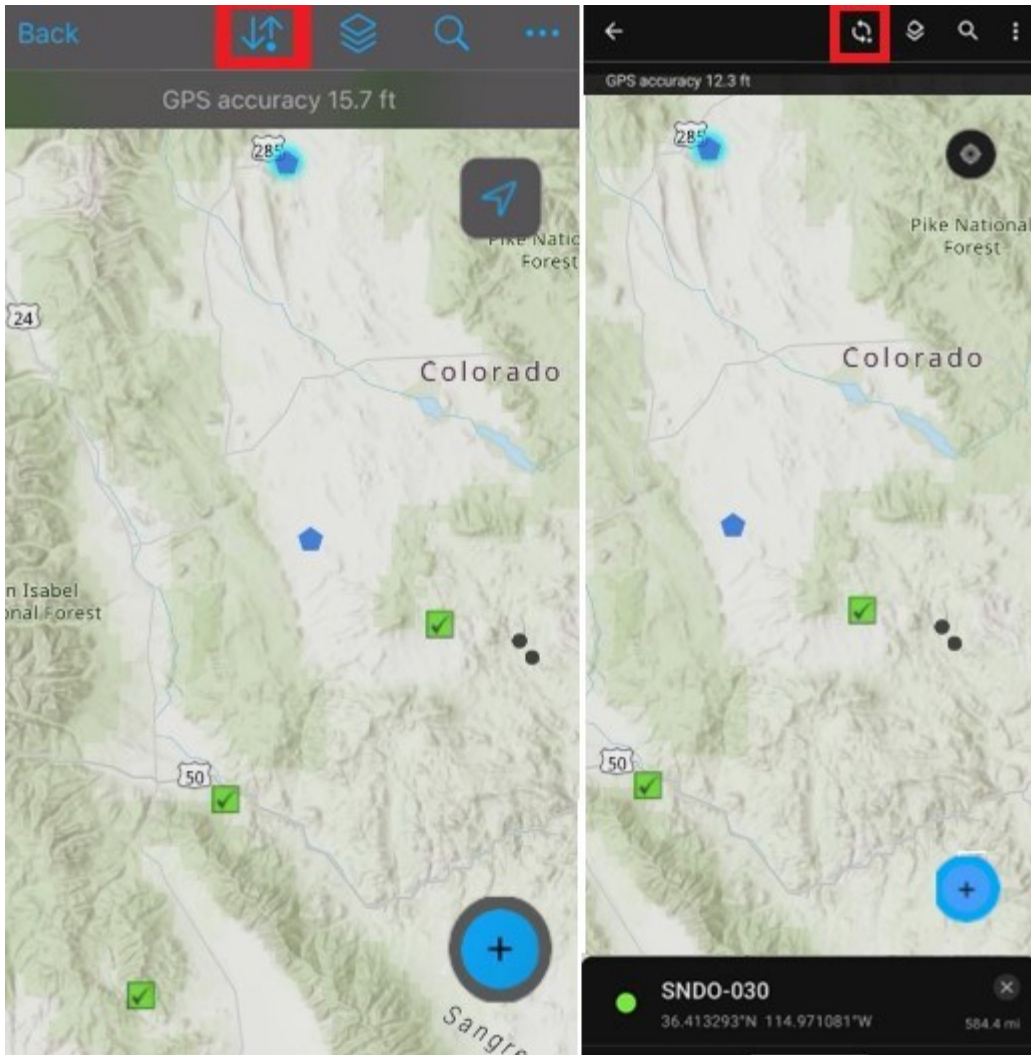 Back
GPS accuracy 15.7 ft
285
Pike Natio
Forest
24
Colorado
n Isabel
onal Forest
50
Sangre
GPS accuracy 12.3 ft
285
Pike National
Forest
Colorado
50
SNDO-030
36.413293°N 114.971081°W
584.4 mi